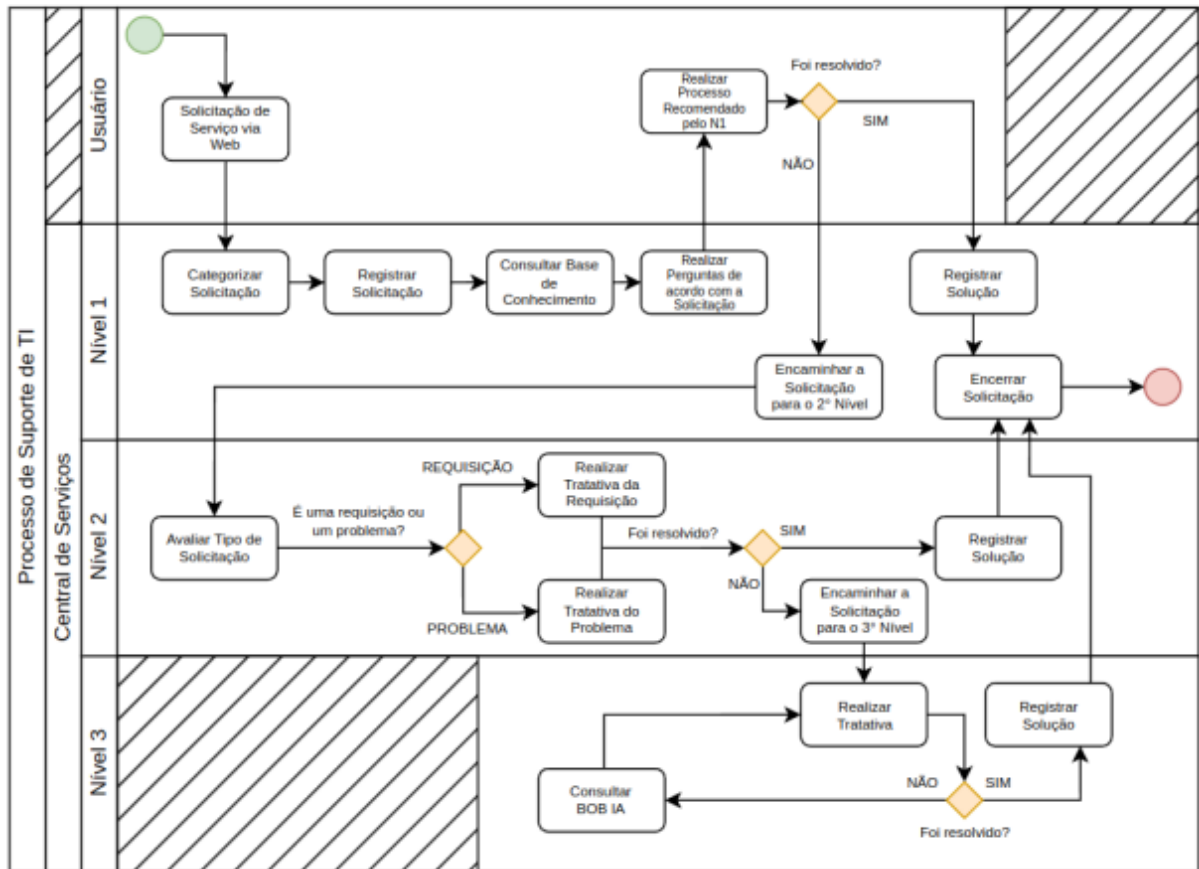 Processo de Suporte de TI
Central de Serviços
Usuário
Solicitação de
Serviço via
Web
Realizar
Processo
Recomendado
pelo N1
Foi resolvido?
SIM
NÃO
Nível 1
Categorizar
Solicitação
Registrar
Solicitação
Consultar Base
de
Conhecimento
Realizar
Perguntas de
acordo com a
Solicitação
Registrar
Solução
Encaminhar a
Solicitação
para o 2° Nível
Encerrar
Solicitação
Nível 2
Avaliar Tipo de
Solicitação
É uma requisição ou
um problema?
REQUISIÇÃO
PROBLEMA
Realizar
Tratativa da
Requisição
Realizar
Tratativa do
Problema
Foi resolvido?
SIM
NÃO
Encaminhar a
Solicitação
para o 3° Nível
Registrar
Solução
Nível 3
Realizar
Tratativa
Registrar
Solução
Consultar
BOB IA
NÃO
SIM
Foi resolvido?